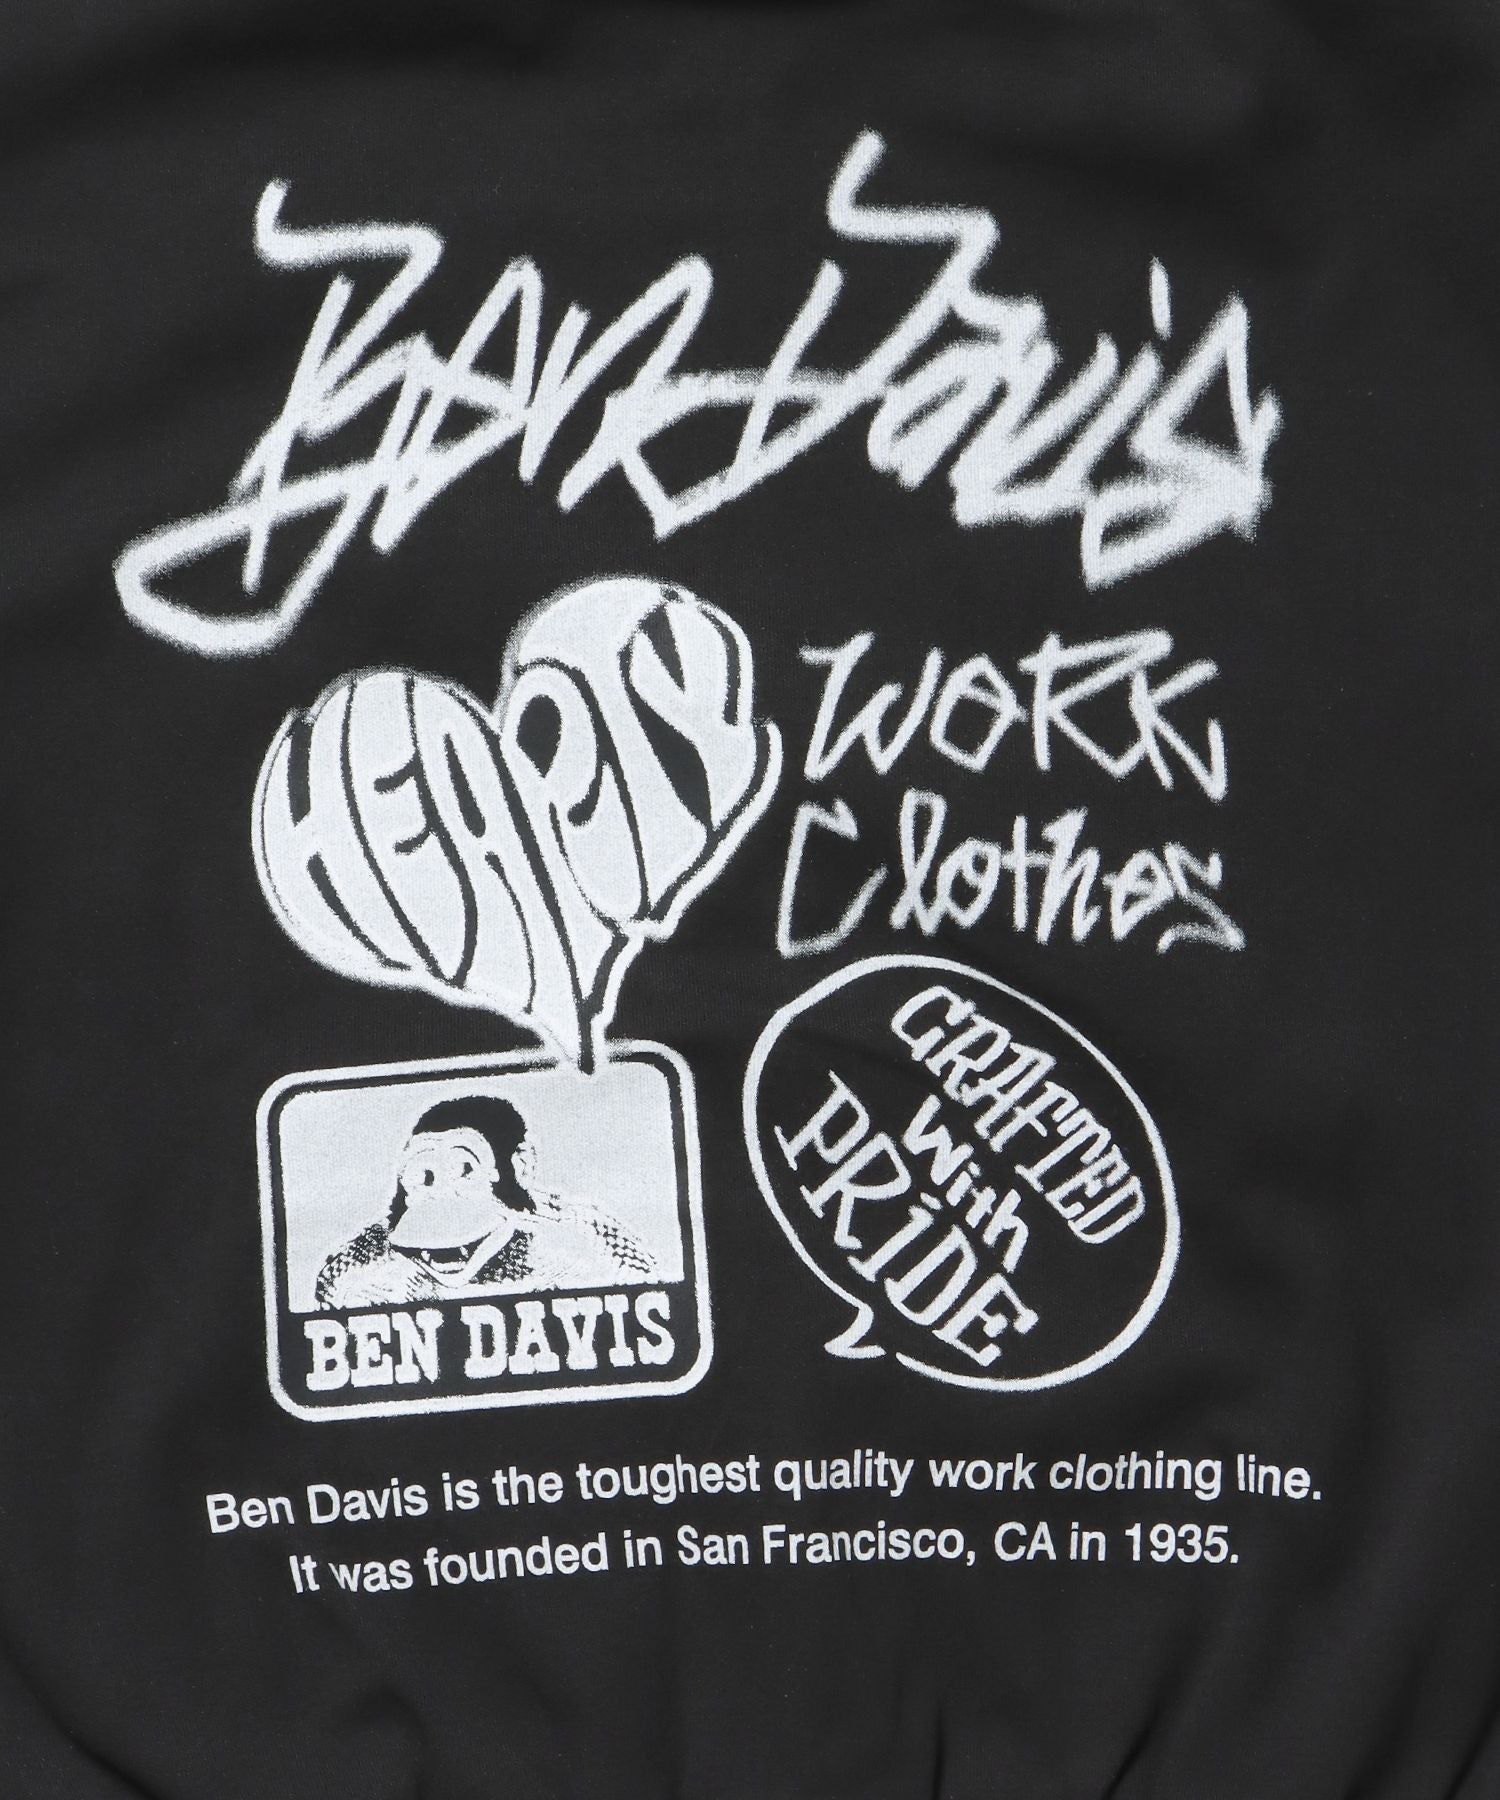 Ben Davis
HEARTY
WORK
Clothes
CRAFTED
With
PRiDE
BEN DAVIS
Ben Davis is the toughest quality work clothing line.
It was founded in San Francisco, CA in 1935.